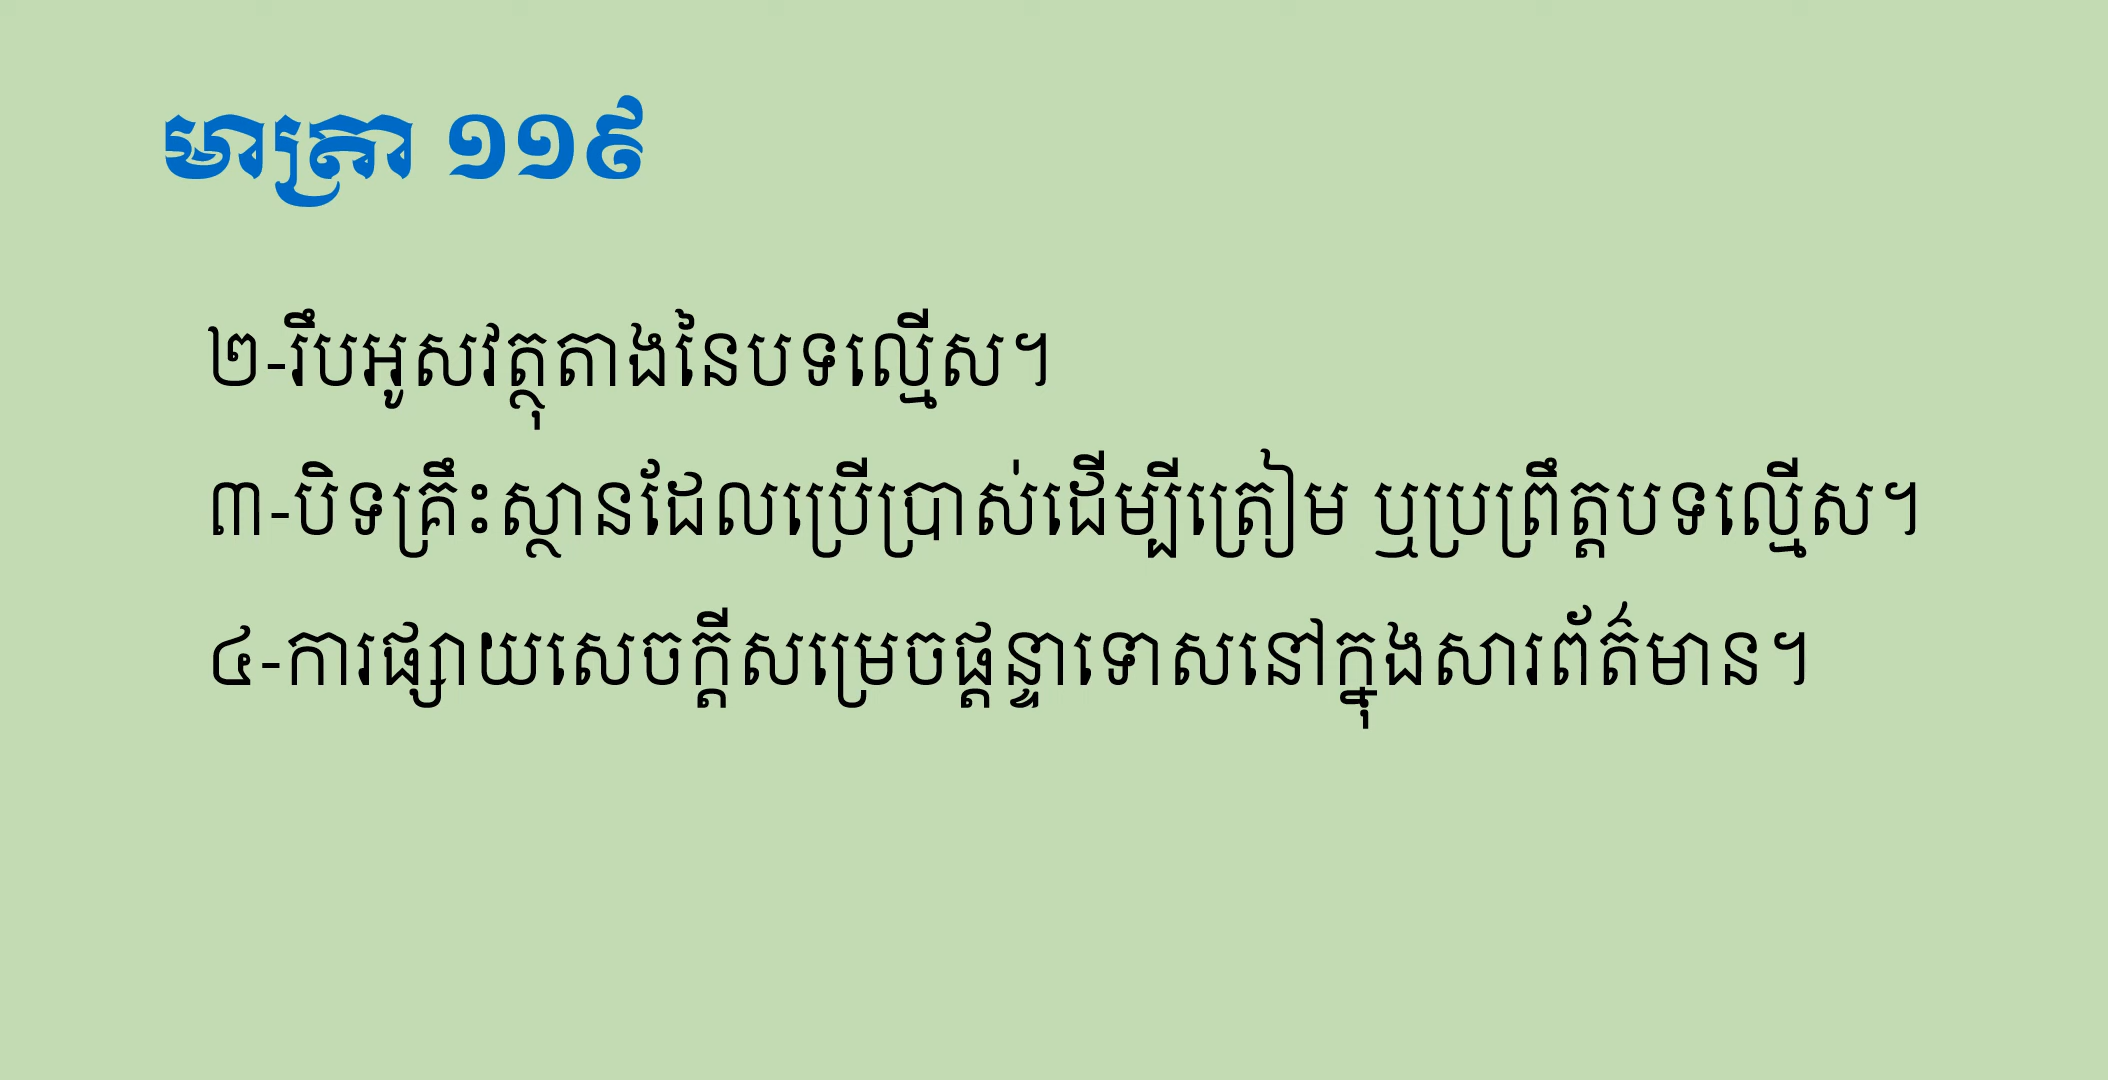 មាត្រា ១១៩
២-រឹបអូសវត្ថុតាងនៃបទល្មើស។
៣-បិទគ្រឹះស្ថានដែលប្រើប្រាស់ដើម្បីត្រៀម ឬប្រព្រឹត្តបទល្មើស។
៤-ការផ្សាយសេចក្តីសម្រេចផ្តន្ទាទោសនៅក្នុងសារព័ត៌មាន។